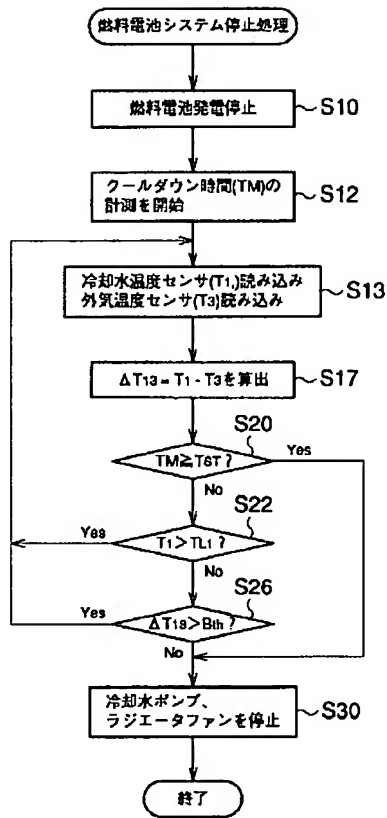 燃料電池システム停止処理
燃料電池発電停止
S10
クールダウン時間(TM)の
計測を開始
S12
冷却水温度センサ(T1,)読み込み
外気温度センサ(T3)読み込み
S13
ΔT13 = T1 - T3を算出
S17
S20
TM≧TST ?
Yes
No
S22
T1 > TL1 ?
Yes
No
S26
ΔT13 > Bth ?
Yes
No
冷却水ポンプ、
ラジエータファンを停止
S30
終了